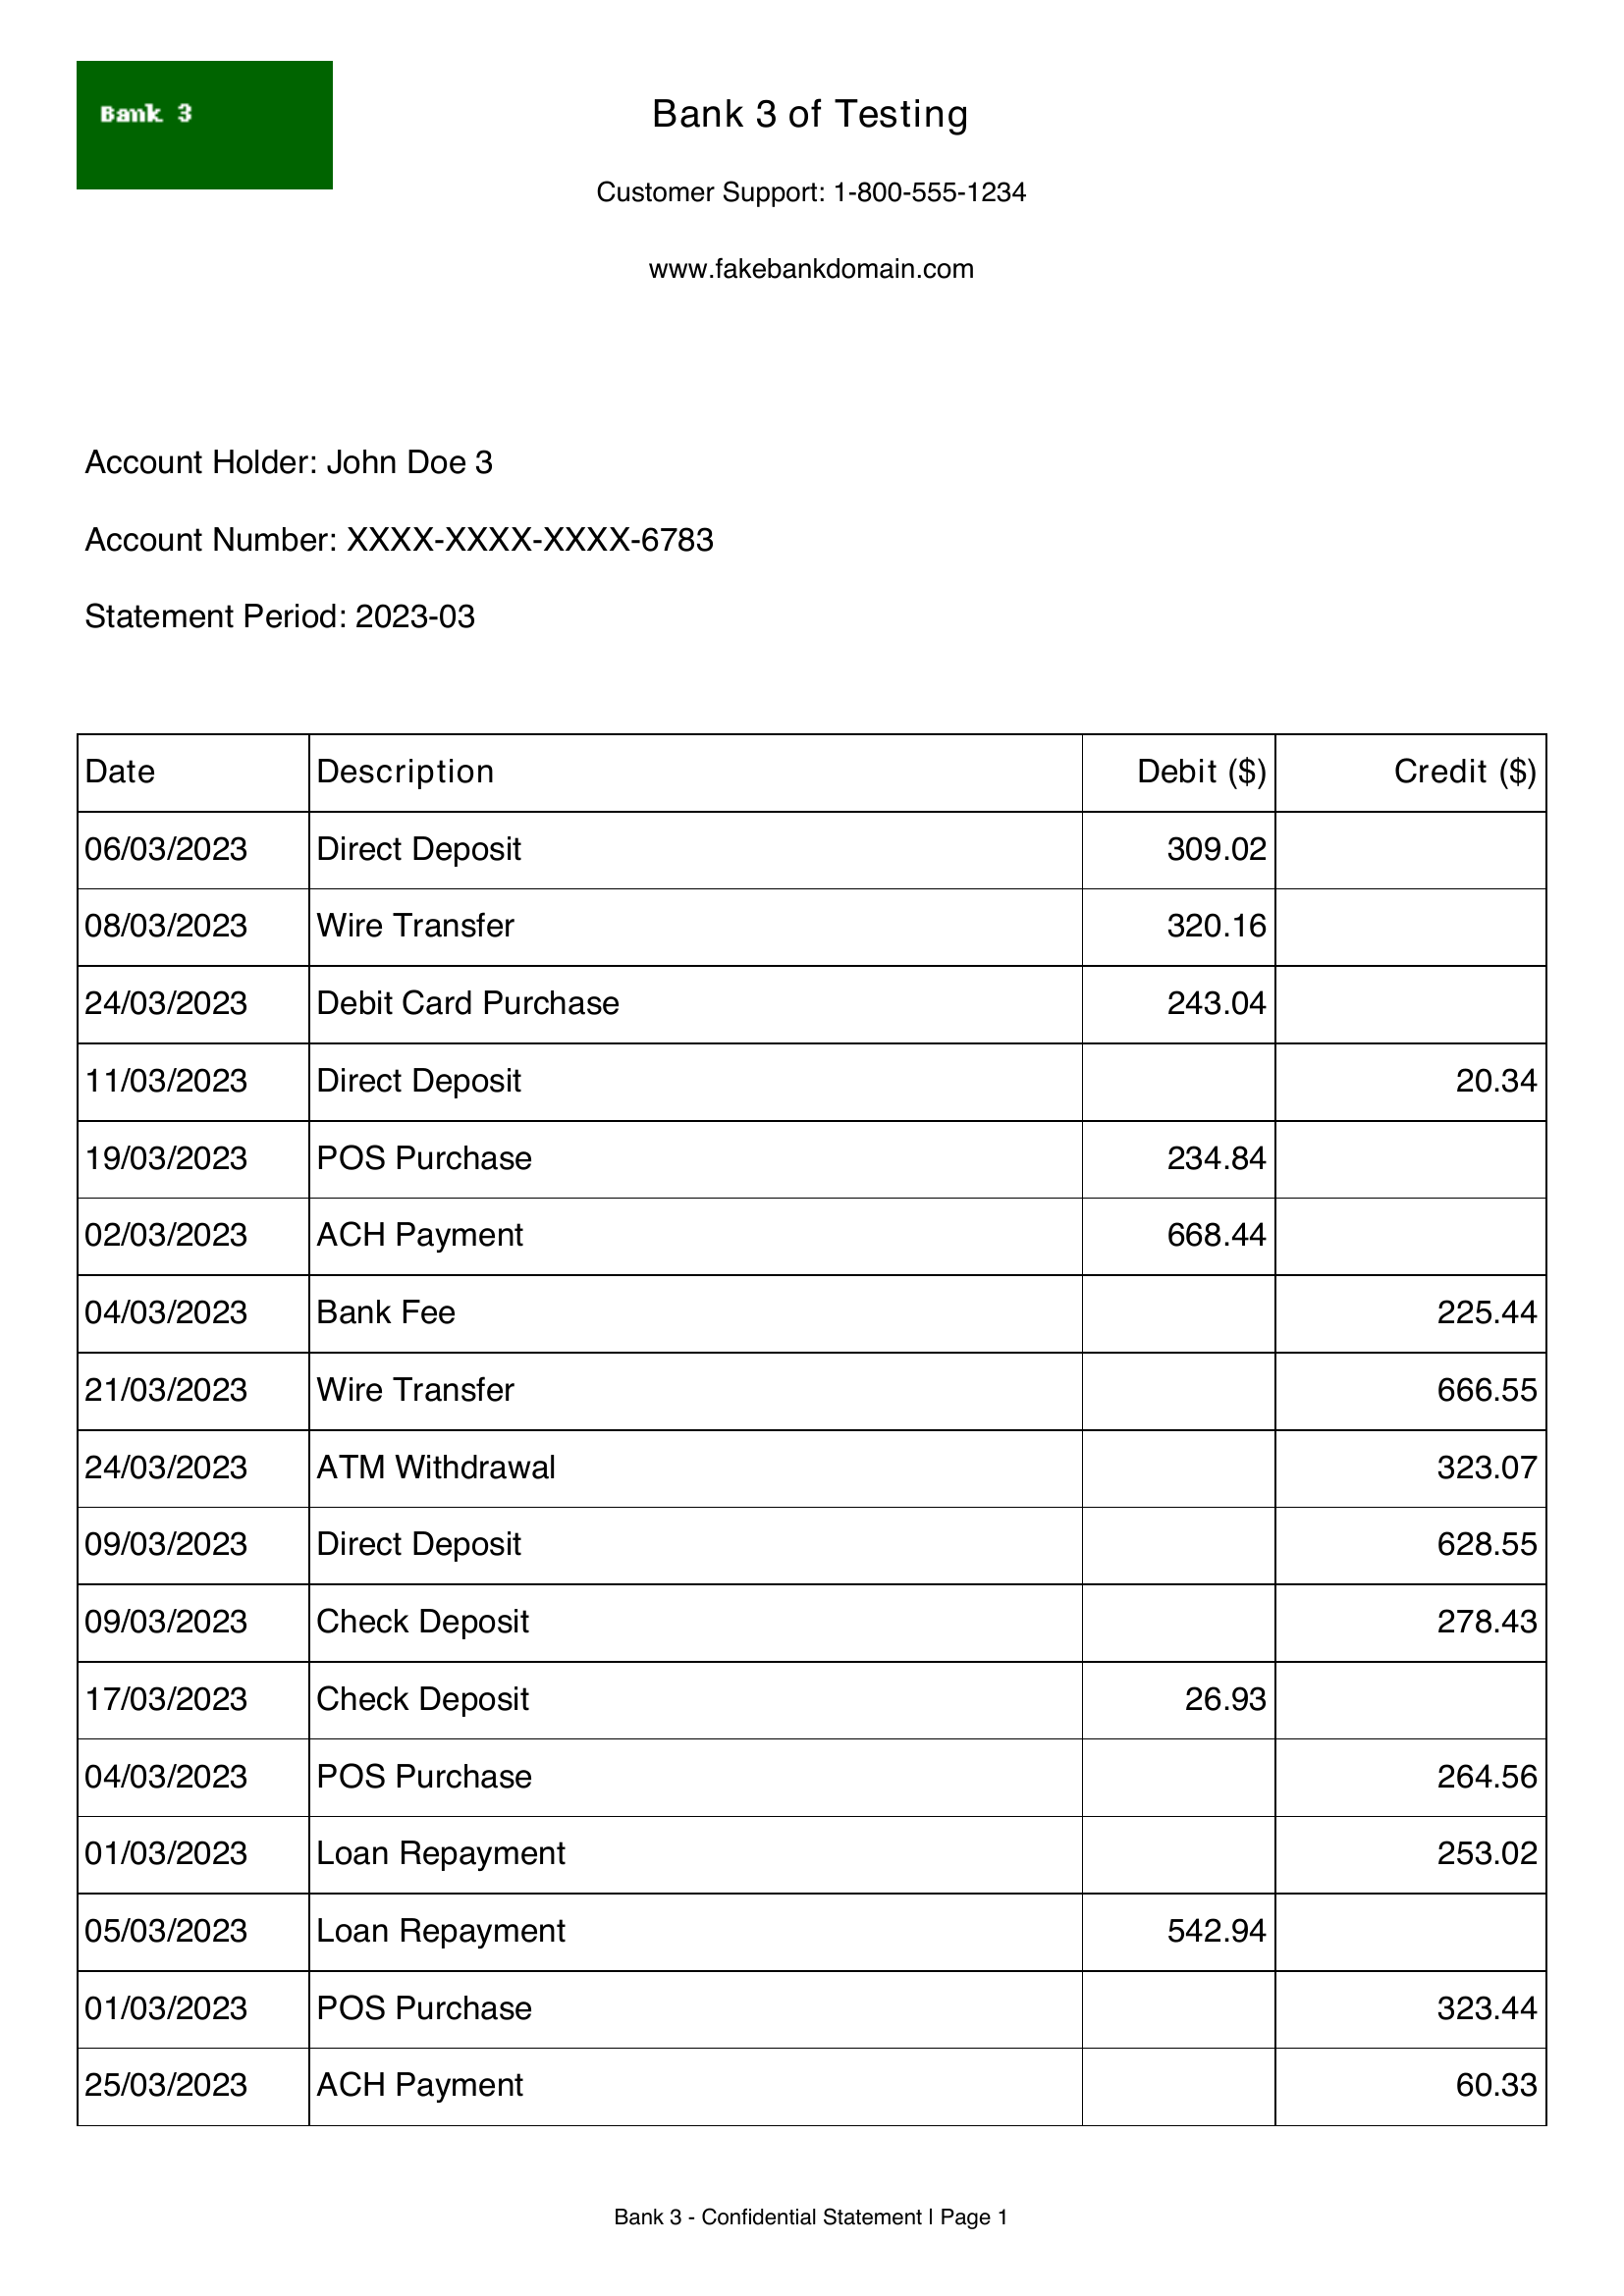 Bank 3
Bank 3 of Testing
Customer Support: 1-800-555-1234
www.fakebankdomain.com
Account Holder: John Doe 3
Account Number: XXXX-XXXX-XXXX-6783
Statement Period: 2023-03
Date Description Debit ($) Credit ($)
06/03/2023 Direct Deposit 309.02
08/03/2023 Wire Transfer 320.16
24/03/2023 Debit Card Purchase 243.04
11/03/2023 Direct Deposit 20.34
19/03/2023 POS Purchase 234.84
02/03/2023 ACH Payment 668.44
04/03/2023 Bank Fee 225.44
21/03/2023 Wire Transfer 666.55
24/03/2023 ATM Withdrawal 323.07
09/03/2023 Direct Deposit 628.55
09/03/2023 Check Deposit 278.43
17/03/2023 Check Deposit 26.93
04/03/2023 POS Purchase 264.56
01/03/2023 Loan Repayment 253.02
05/03/2023 Loan Repayment 542.94
01/03/2023 POS Purchase 323.44
25/03/2023 ACH Payment 60.33
Bank 3 - Confidential Statement | Page 1